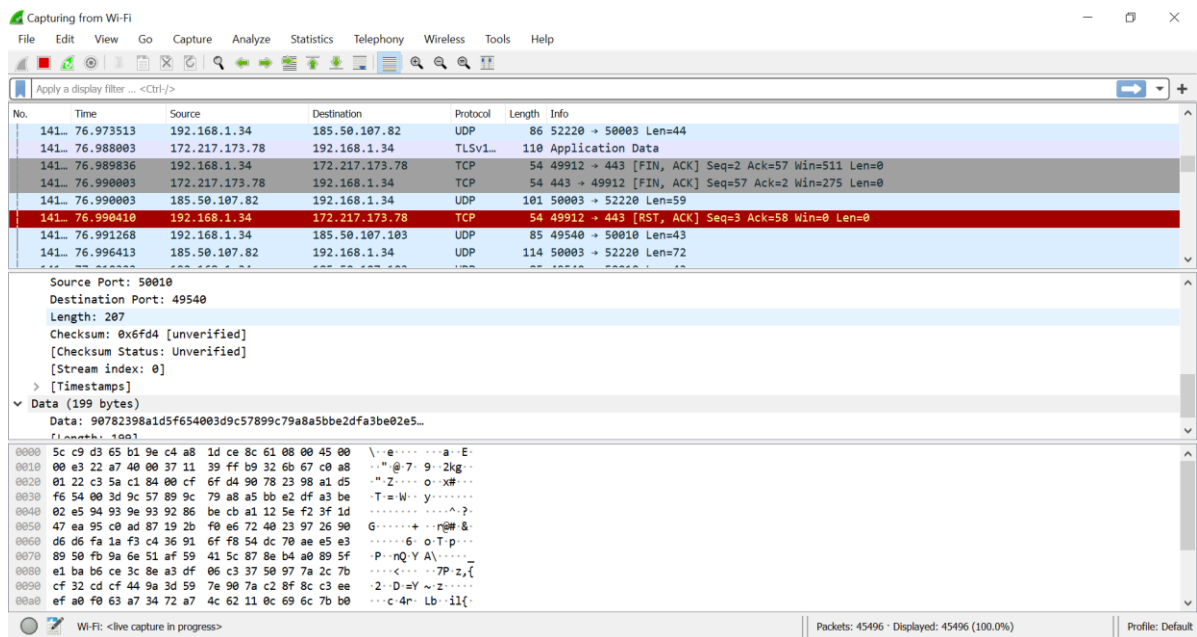 Capturing from Wi-Fi
File Edit View Go Capture Analyze Statistics Telephony Wireless Tools Help
Apply a display filter ... <Ctrl-/>
No. Time Source Destination Protocol Length Info
141… 76.973513 192.168.1.34 185.50.107.82 UDP 86 52220 → 50003 Len=44
141… 76.988003 172.217.173.78 192.168.1.34 TLSv1… 110 Application Data
141… 76.989836 192.168.1.34 172.217.173.78 TCP 54 49912 → 443 [FIN, ACK] Seq=2 Ack=57 Win=511 Len=0
141… 76.990003 172.217.173.78 192.168.1.34 TCP 54 443 → 49912 [FIN, ACK] Seq=57 Ack=2 Win=275 Len=0
141… 76.990003 185.50.107.82 192.168.1.34 UDP 101 50003 → 52220 Len=59
141… 76.990410 192.168.1.34 172.217.173.78 TCP 54 49912 → 443 [RST, ACK] Seq=3 Ack=58 Win=0 Len=0
141… 76.991268 192.168.1.34 185.50.107.103 UDP 85 49540 → 50010 Len=43
141… 76.996413 185.50.107.82 192.168.1.34 UDP 114 50003 → 52220 Len=72
Source Port: 50010
Destination Port: 49540
Length: 207
Checksum: 0x6fd4 [unverified]
[Checksum Status: Unverified]
[Stream index: 0]
> [Timestamps]
Data (199 bytes)
Data: 90782398a1d5f654003d9c57899c79a8a5bbe2dfa3be02e5…
[Length: 199]
0000 5c c9 d3 65 b1 9e c4 a8 1d ce 8c 61 08 00 45 00 \··e···· ···a··E·
0010 00 e3 22 a7 40 00 37 11 39 ff b9 32 6b 67 c0 a8 ··"·@·7· 9··2kg··
0020 01 22 c3 5a c1 84 00 cf 6f d4 90 78 23 98 a1 d5 ·"·Z···· o··x#···
0030 f6 54 00 3d 9c 57 89 9c 79 a8 a5 bb e2 df a3 be ·T·=·W·· y·······
0040 02 e5 94 93 9e 93 92 86 be cb a1 12 5e f2 3f 1d ········ ····^·?·
0050 47 ea 95 c0 ad 87 19 2b f0 e6 72 40 23 97 26 90 G······+ ··r@#·&·
0060 d6 d6 fa 1a f3 c4 36 91 6f f8 54 dc 70 ae e5 e3 ······6· o·T·p···
0070 89 50 fb 9a 6e 51 af 59 41 5c 87 8e b4 a0 89 5f ·P··nQ·Y A\·····_
0080 e1 ba b6 ce 3c 8e a3 df 06 c3 37 50 97 7a 2c 7b ····<··· ··7P·z,{
0090 cf 32 cd cf 44 9a 3d 59 7e 90 7a c2 8f 8c c3 ee ·2··D·=Y ~·z·····
00a0 ef a0 f0 63 a7 34 72 a7 4c 62 11 0c 69 6c 7b b0 ···c·4r· Lb··il{·
Wi-Fi: <live capture in progress> Packets: 45496 · Displayed: 45496 (100.0%) Profile: Default